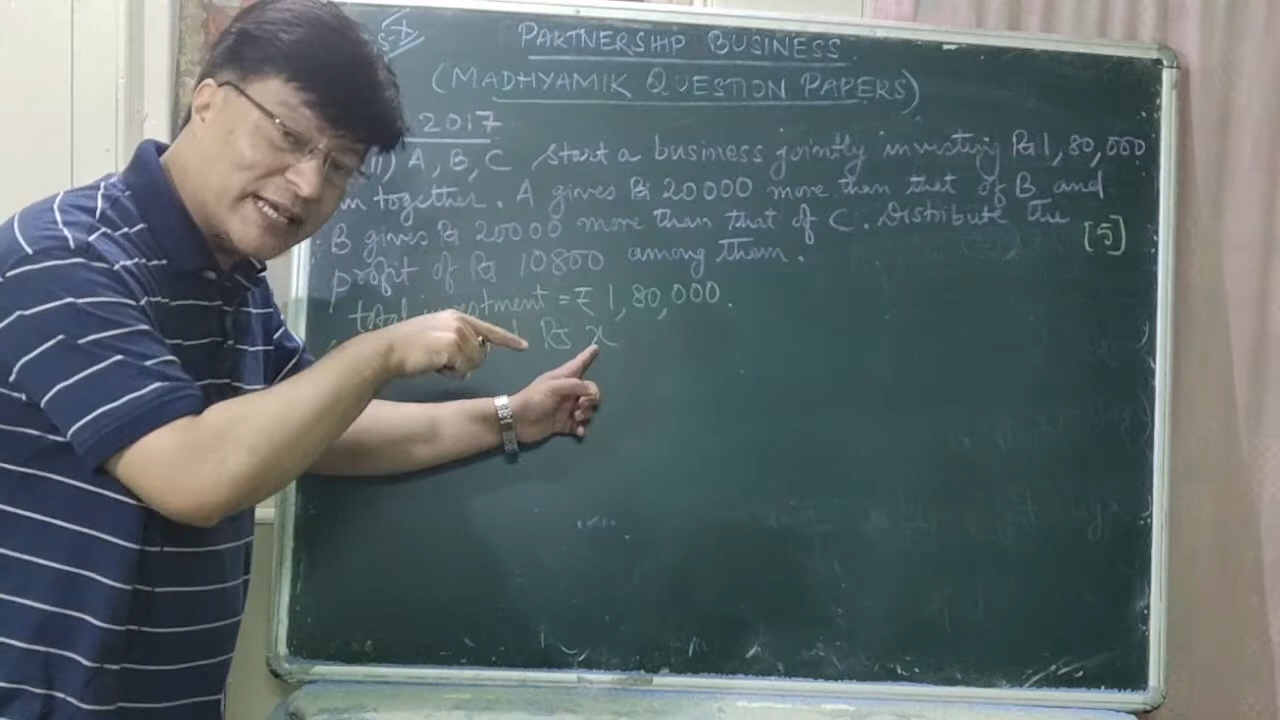 PARTNERSHIP BUSINESS
(MADHYAMIK QUESTION PAPERS)
2017
ii) A, B, C start a business jointly investing Rs 1,80,000
in together. A gives Rs 20000 more than that of B and
B gives Rs 20000 more than that of C. Distribute the
profit of Rs 10800 among them. [5]
total investment = ₹ 1,80,000.
Rs x